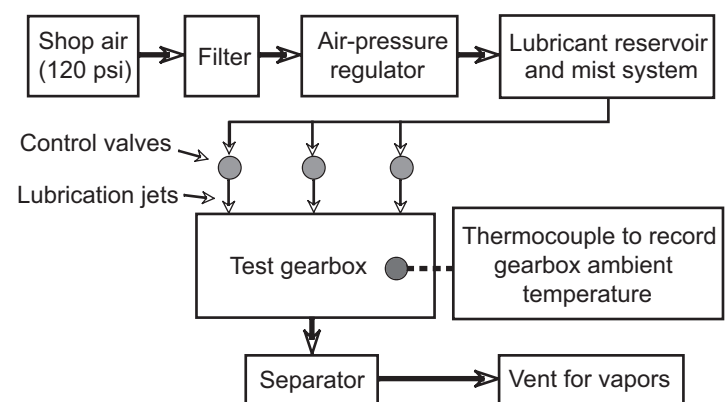 Shop air
(120 psi)
Filter
Air-pressure
regulator
Lubricant reservoir
and mist system
Control valves
Lubrication jets
Test gearbox
Thermocouple to record
gearbox ambient
temperature
Separator
Vent for vapors